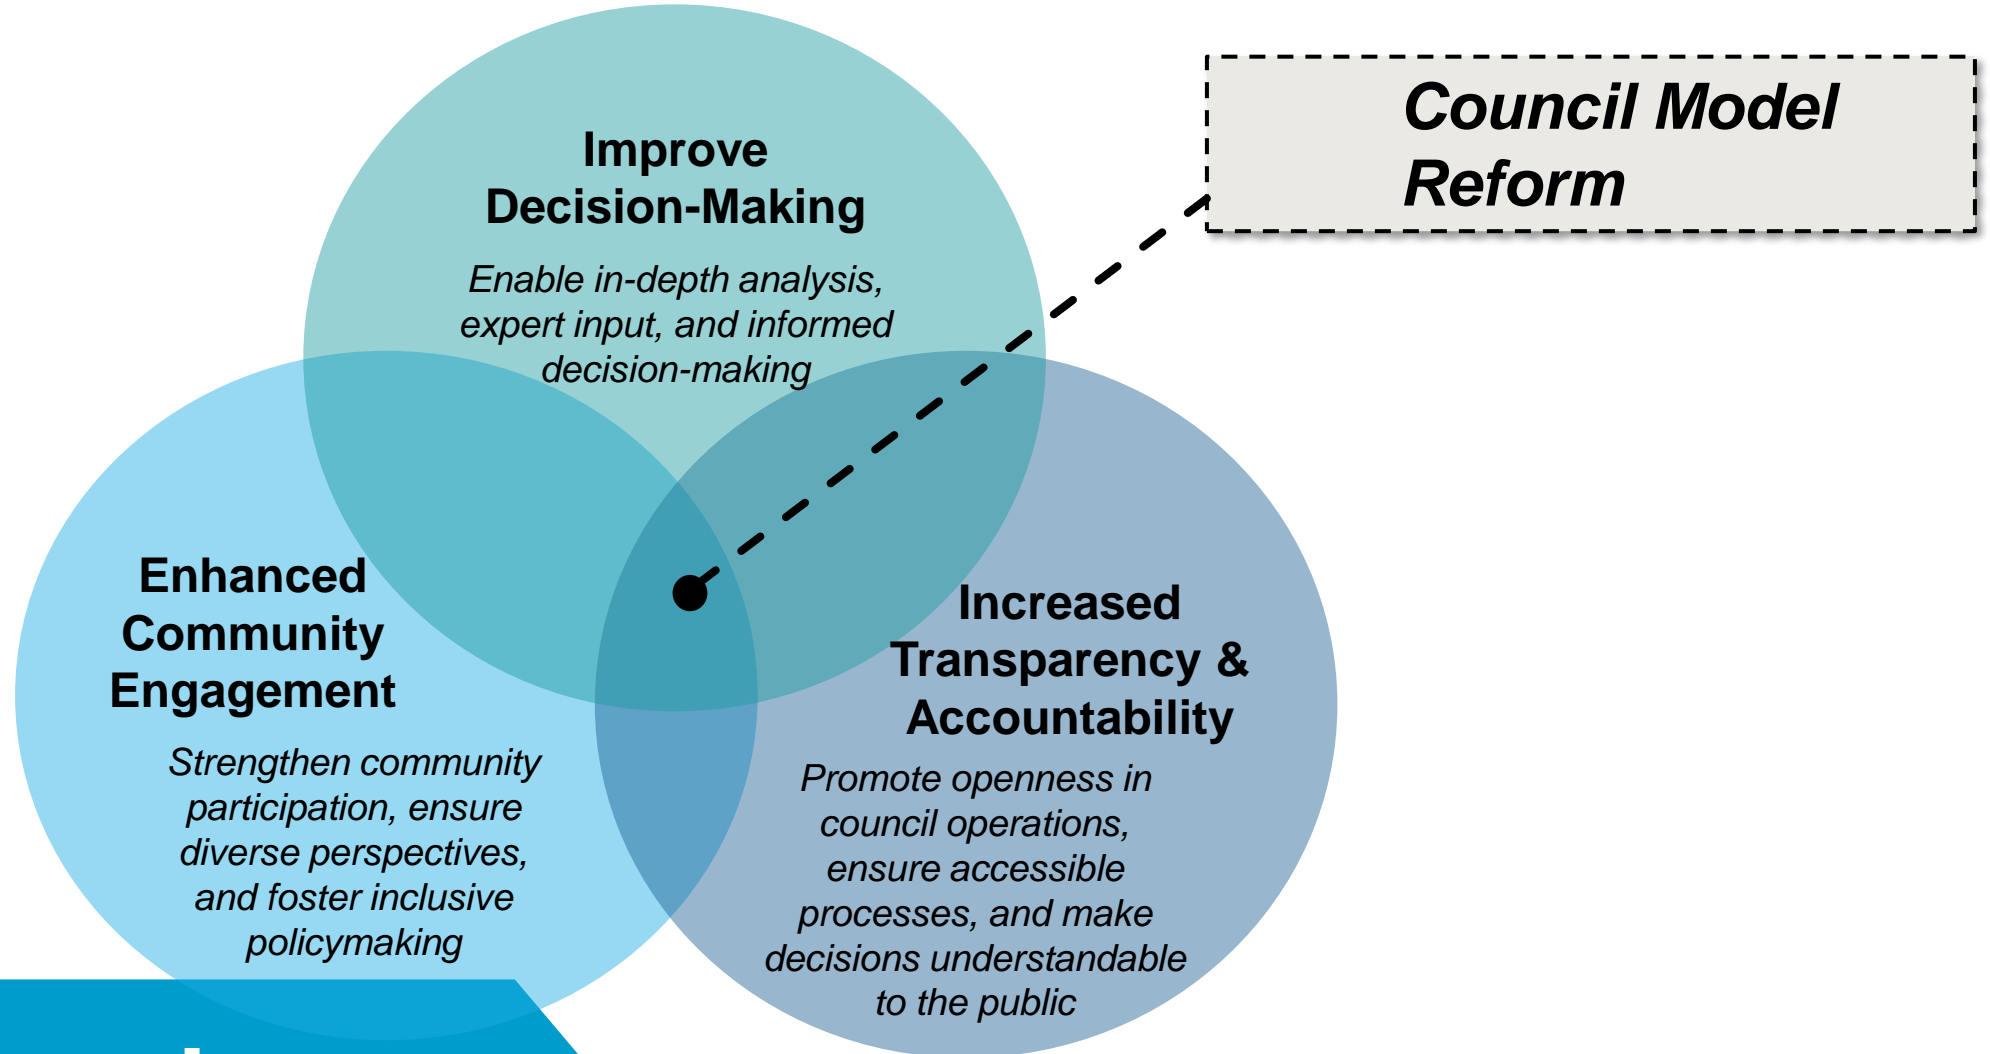 Improve
Decision-Making
Enable in-depth analysis,
expert input, and informed
decision-making
Council Model
Reform
Enhanced
Community
Engagement
Strengthen community
participation, ensure
diverse perspectives,
and foster inclusive
policymaking
Increased
Transparency &
Accountability
Promote openness in
council operations,
ensure accessible
processes, and make
decisions understandable
to the public